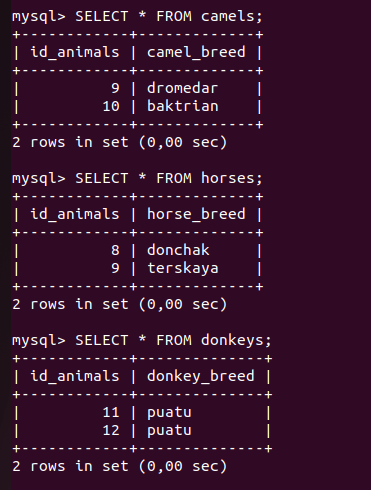 mysql> SELECT * FROM camels;
+------------+-------------+
| id_animals | camel_breed |
+------------+-------------+
|          9 | dromedar    |
|         10 | baktrian    |
+------------+-------------+
2 rows in set (0,00 sec)
mysql> SELECT * FROM horses;
+------------+-------------+
| id_animals | horse_breed |
+------------+-------------+
|          8 | donchak     |
|          9 | terskaya    |
+------------+-------------+
2 rows in set (0,00 sec)
mysql> SELECT * FROM donkeys;
+------------+--------------+
| id_animals | donkey_breed |
+------------+--------------+
|         11 | puatu        |
|         12 | puatu        |
+------------+--------------+
2 rows in set (0,00 sec)